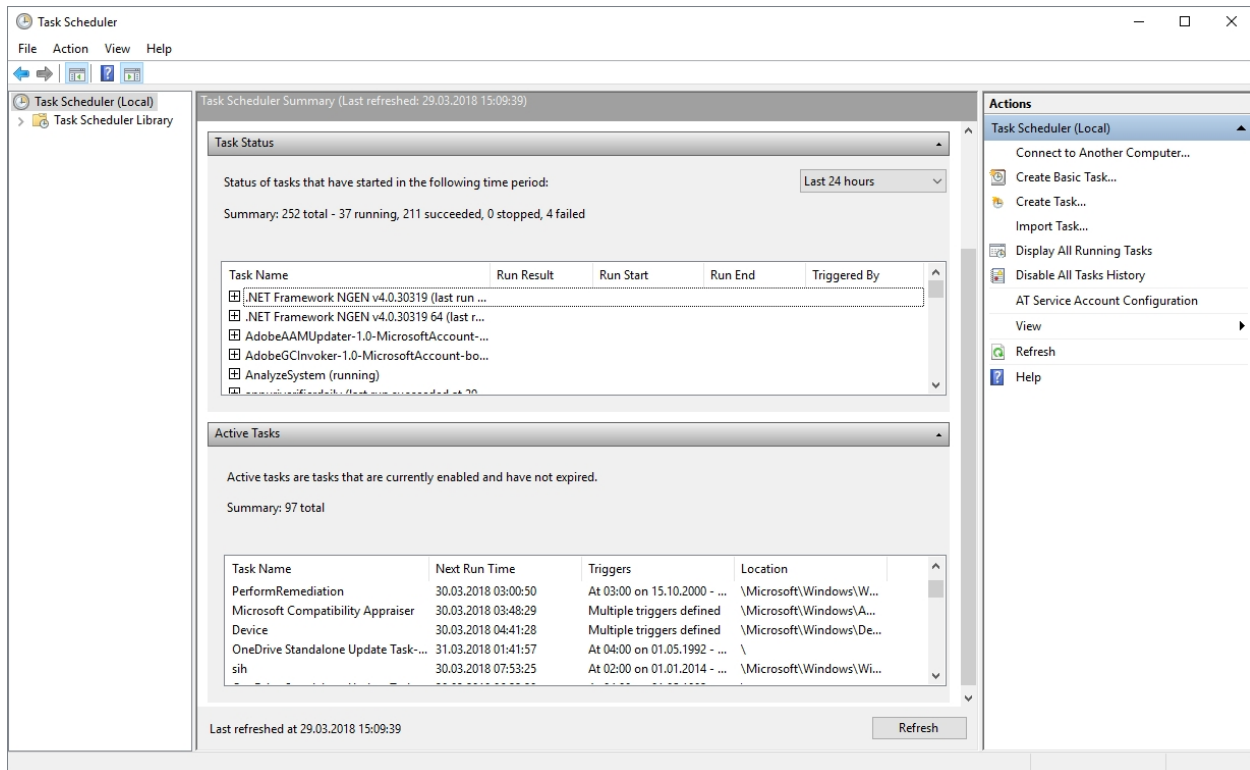 Task Scheduler
File Action View Help
Task Scheduler (Local)
Task Scheduler Library
Task Scheduler Summary (Last refreshed: 29.03.2018 15:09:39)
Task Status
Status of tasks that have started in the following time period:
Last 24 hours
Summary: 252 total - 37 running, 211 succeeded, 0 stopped, 4 failed
Task Name Run Result Run Start Run End Triggered By
.NET Framework NGEN v4.0.30319 (last run ...
.NET Framework NGEN v4.0.30319 64 (last r...
AdobeAAMUpdater-1.0-MicrosoftAccount-...
AdobeGCInvoker-1.0-MicrosoftAccount-bo...
AnalyzeSystem (running)
Active Tasks
Active tasks are tasks that are currently enabled and have not expired.
Summary: 97 total
Task Name Next Run Time Triggers Location
PerformRemediation 30.03.2018 03:00:50 At 03:00 on 15.10.2000 - ... \Microsoft\Windows\W...
Microsoft Compatibility Appraiser 30.03.2018 03:48:29 Multiple triggers defined \Microsoft\Windows\A...
Device 30.03.2018 04:41:28 Multiple triggers defined \Microsoft\Windows\De...
OneDrive Standalone Update Task-... 31.03.2018 01:41:57 At 04:00 on 01.05.1992 - ... \
sih 30.03.2018 07:53:25 At 02:00 on 01.01.2014 - ... \Microsoft\Windows\Wi...
Last refreshed at 29.03.2018 15:09:39
Refresh
Actions
Task Scheduler (Local)
Connect to Another Computer...
Create Basic Task...
Create Task...
Import Task...
Display All Running Tasks
Disable All Tasks History
AT Service Account Configuration
View
Refresh
Help